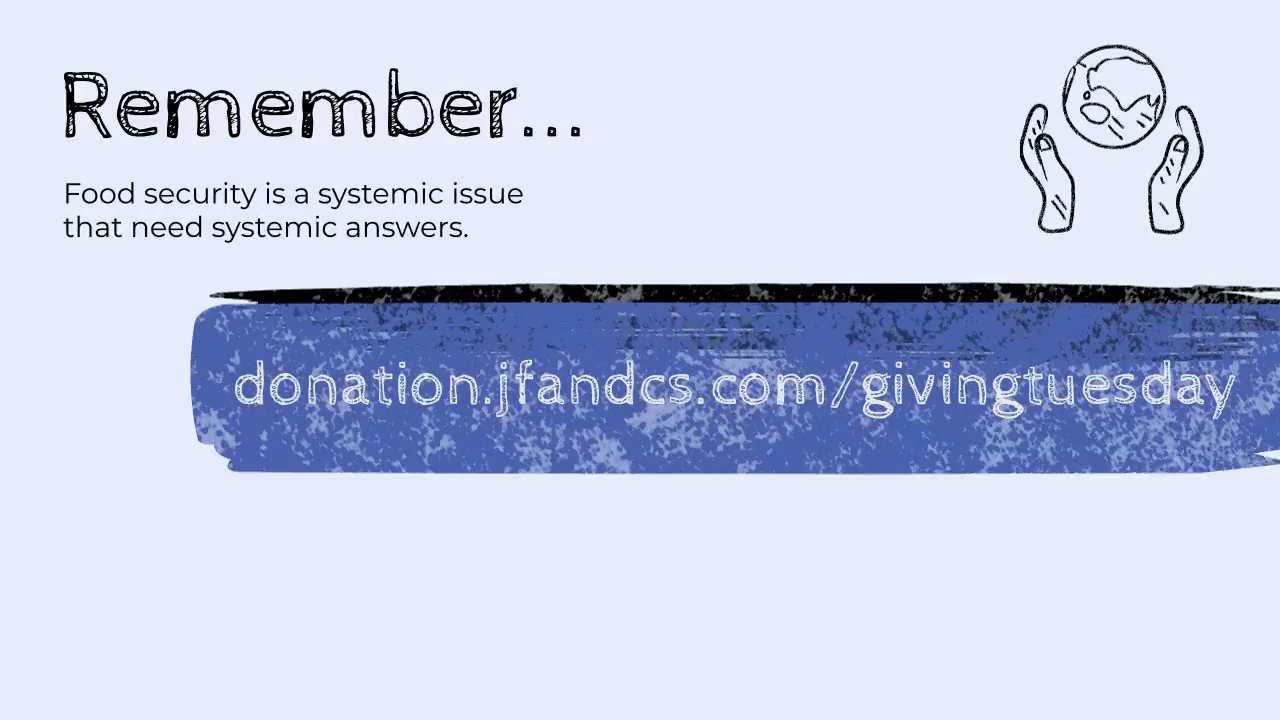 Remember...
Food security is a systemic issue
that need systemic answers.
donation.jfandcs.com/givingtuesday